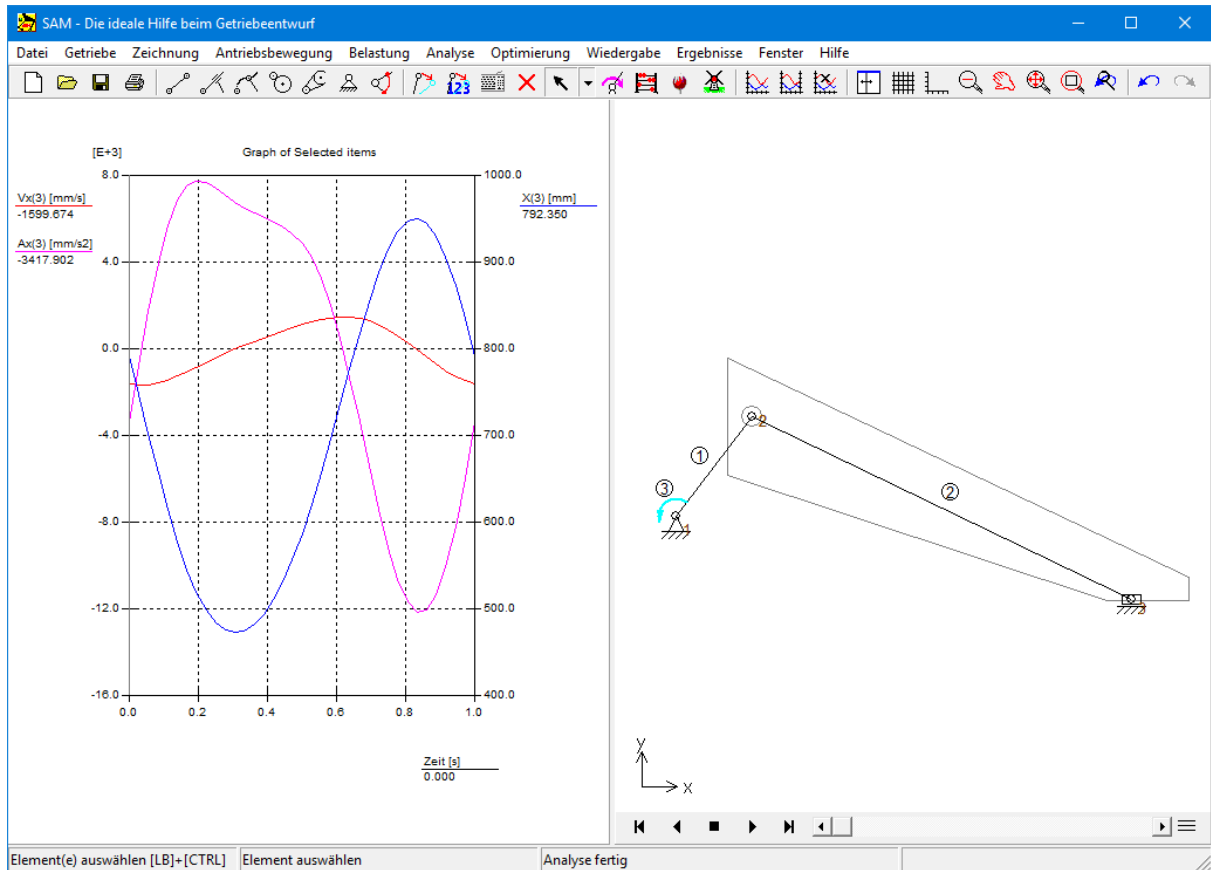 SAM - Die ideale Hilfe beim Getriebeentwurf
Datei Getriebe Zeichnung Antriebsbewegung Belastung Analyse Optimierung Wiedergabe Ergebnisse Fenster Hilfe
123
[E+3] Graph of Selected items
8.0 1000.0
Vx(3) [mm/s] X(3) [mm]
-1599.674 792.350
Ax(3) [mm/s2]
-3417.902 4.0 900.0
0.0 800.0
-4.0 700.0
-8.0 600.0
-12.0 500.0
-16.0 400.0
0.0 0.2 0.4 0.6 0.8 1.0
Zeit [s]
0.000
2
1
3
2
1
3
y
x
Element(e) auswählen [LB]+[CTRL] Element auswählen Analyse fertig